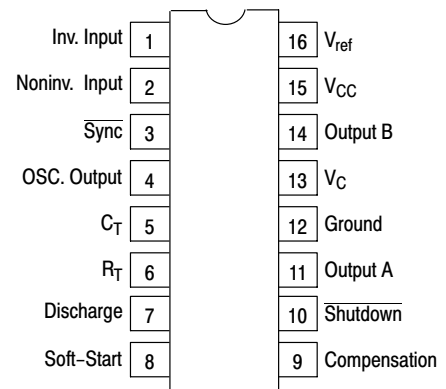 Inv. Input 1 16 Vref
Noninv. Input 2 15 VCC
Sync 3 14 Output B
OSC. Output 4 13 VC
CT 5 12 Ground
RT 6 11 Output A
Discharge 7 10 Shutdown
Soft−Start 8 9 Compensation